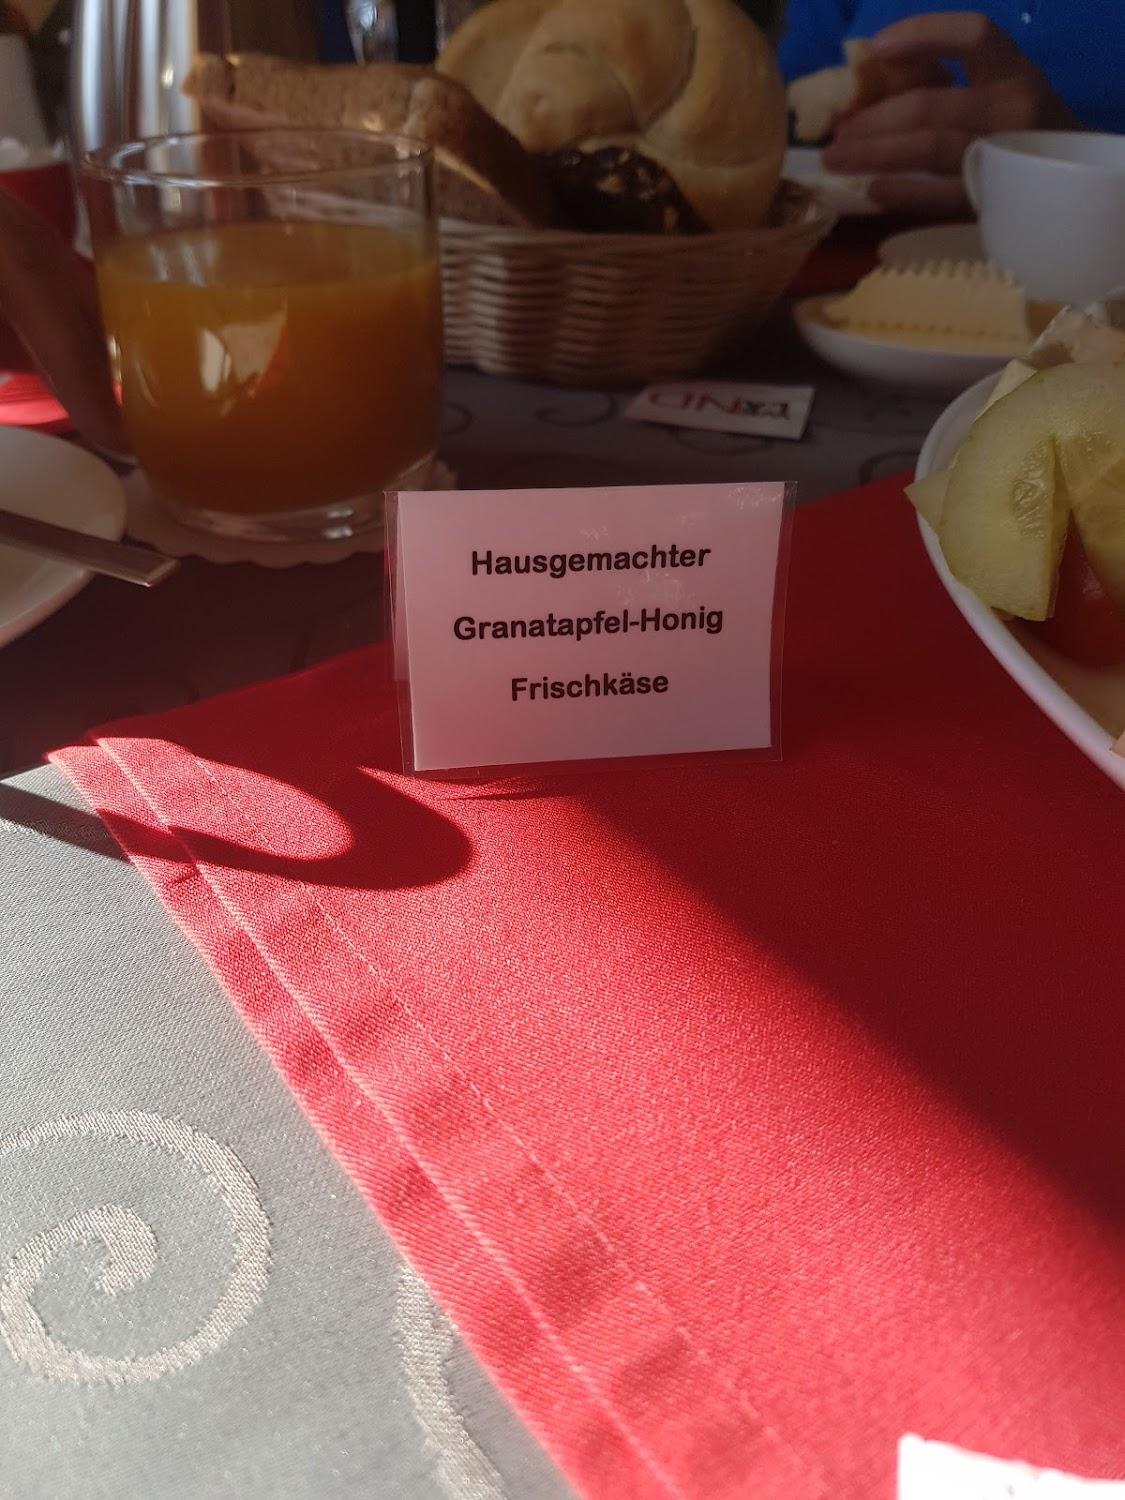 Hausgemachter
Granatapfel-Honig
Frischkäse